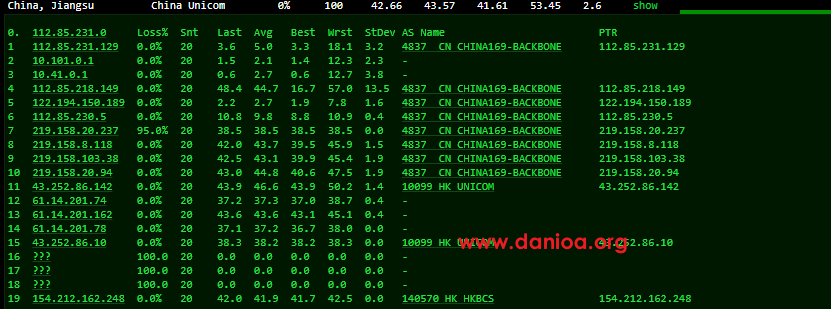 China, Jiangsu China Unicom 0% 100 42.66 43.57 41.61 53.45 2.6 show
0. 112.85.231.0 Loss% Snt Last Avg Best Wrst StDev AS Name PTR
1 112.85.231.129 0.0% 20 3.6 5.0 3.3 18.1 3.2 4837 CN CHINA169-BACKBONE 112.85.231.129
2 10.101.0.1 0.0% 20 1.5 2.1 1.4 12.3 2.3 -
3 10.41.0.1 0.0% 20 0.6 2.7 0.6 12.7 3.8 -
4 112.85.218.149 0.0% 20 48.4 44.7 16.7 57.0 13.5 4837 CN CHINA169-BACKBONE 112.85.218.149
5 122.194.150.189 0.0% 20 2.2 2.7 1.9 7.8 1.6 4837 CN CHINA169-BACKBONE 122.194.150.189
6 112.85.230.5 0.0% 20 10.8 9.8 8.8 10.9 0.4 4837 CN CHINA169-BACKBONE 112.85.230.5
7 219.158.20.237 95.0% 20 38.5 38.5 38.5 38.5 0.0 4837 CN CHINA169-BACKBONE 219.158.20.237
8 219.158.8.118 0.0% 20 42.0 43.7 39.5 45.9 1.5 4837 CN CHINA169-BACKBONE 219.158.8.118
9 219.158.103.38 0.0% 20 42.5 43.1 39.9 45.4 1.9 4837 CN CHINA169-BACKBONE 219.158.103.38
10 219.158.20.94 0.0% 20 43.0 44.8 40.6 47.5 1.9 4837 CN CHINA169-BACKBONE 219.158.20.94
11 43.252.86.142 0.0% 20 43.9 46.6 43.9 50.2 1.4 10099 HK UNICOM 43.252.86.142
12 61.14.201.74 0.0% 20 37.2 37.3 37.0 38.7 0.4 -
13 61.14.201.162 0.0% 20 43.6 43.6 43.1 45.1 0.4 -
14 61.14.201.78 0.0% 20 37.1 37.2 36.7 38.0 0.0 -
15 43.252.86.10 0.0% 20 38.3 38.2 38.2 38.3 0.0 10099 HK UNICOM 43.252.86.10
www.danioa.org
16 ??? 100.0 20 0.0 0.0 0.0 0.0 0.0 -
17 ??? 100.0 20 0.0 0.0 0.0 0.0 0.0 -
18 ??? 100.0 20 0.0 0.0 0.0 0.0 0.0 -
19 154.212.162.248 0.0% 20 42.0 41.9 41.7 42.5 0.0 140570 HK HKBCS 154.212.162.248